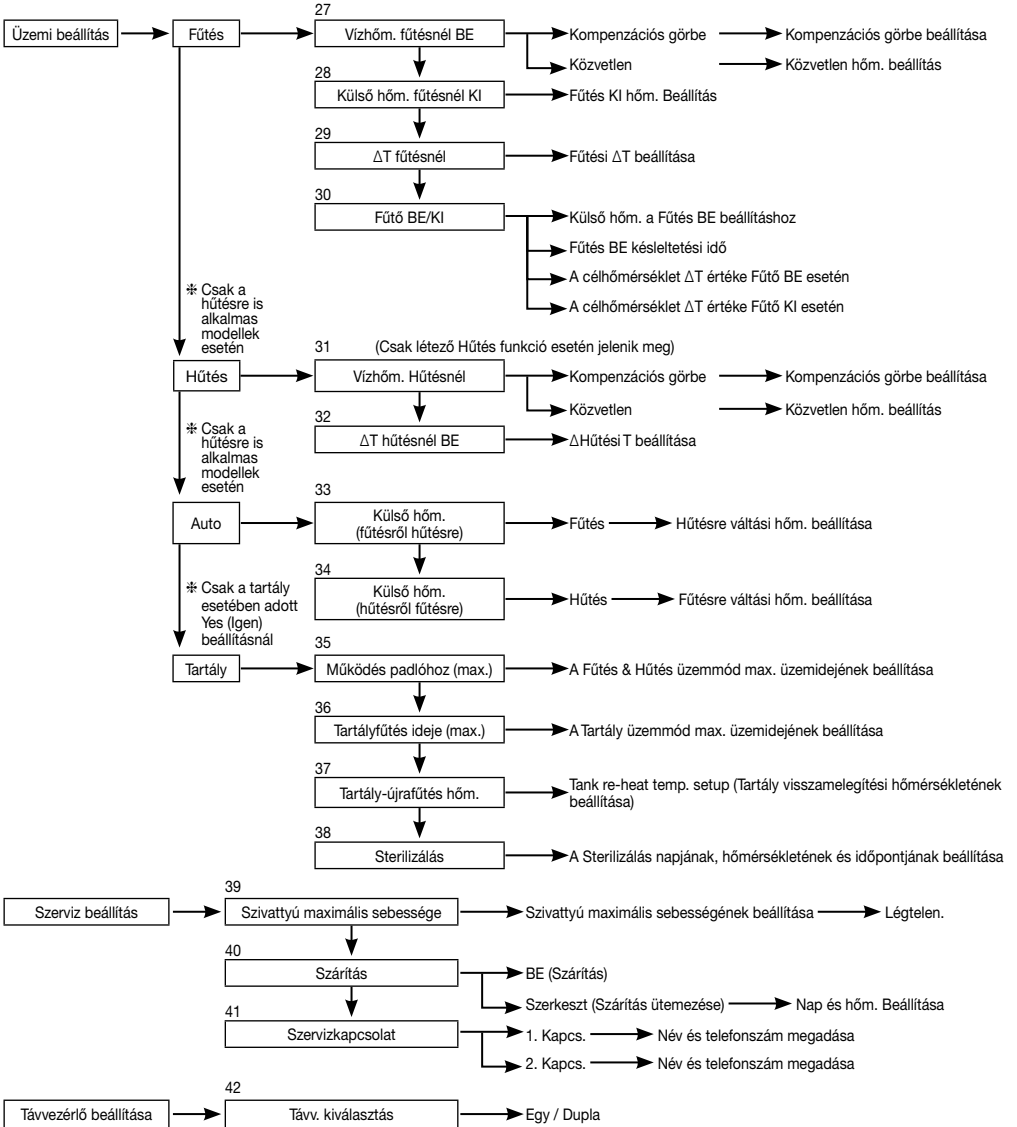 27
Üzemi beállítás Fűtés Vízhőm. fűtésnél BE Kompenzációs görbe Kompenzációs görbe beállítása
Közvetlen Közvetlen hőm. beállítás
28
Külső hőm. fűtésnél KI Fűtés KI hőm. Beállítás
29
ΔT fűtésnél Fűtési ΔT beállítása
30
Fűtő BE/KI Külső hőm. a Fűtés BE beállításhoz
Fűtés BE késleltetési idő
A célhőmérséklet ΔT értéke Fűtő BE esetén
A célhőmérséklet ΔT értéke Fűtő KI esetén
❉ Csak a
hűtésre is
alkalmas
modellek
esetén
31 (Csak létező Hűtés funkció esetén jelenik meg)
Hűtés Vízhőm. Hűtésnél Kompenzációs görbe Kompenzációs görbe beállítása
Közvetlen Közvetlen hőm. beállítás
32
ΔT hűtésnél BE ΔHűtési T beállítása
❉ Csak a
hűtésre is
alkalmas
modellek
esetén
33
Auto Külső hőm.
(fűtésről hűtésre) Fűtés Hűtésre váltási hőm. beállítása
34
Külső hőm.
(hűtésről fűtésre) Hűtés Fűtésre váltási hőm. beállítása
❉ Csak a tartály
esetében adott
Yes (Igen)
beállításnál
35
Tartály Működés padlóhoz (max.) A Fűtés & Hűtés üzemmód max. üzemidejének beállítása
36
Tartályfűtés ideje (max.) A Tartály üzemmód max. üzemidejének beállítása
37
Tartály-újrafűtés hőm. Tank re-heat temp. setup (Tartály visszamelegítési hőmérsékletének
beállítása)
38
Sterilizálás A Sterilizálás napjának, hőmérsékletének és időpontjának beállítása
39
Szerviz beállítás Szivattyú maximális sebessége Szivattyú maximális sebességének beállítása Légtelen.
40
Szárítás BE (Szárítás)
Szerkeszt (Szárítás ütemezése) Nap és hőm. Beállítása
41
Szervizkapcsolat 1. Kapcs. Név és telefonszám megadása
2. Kapcs. Név és telefonszám megadása
42
Távvezérlő beállítása Távv. kiválasztás Egy / Dupla